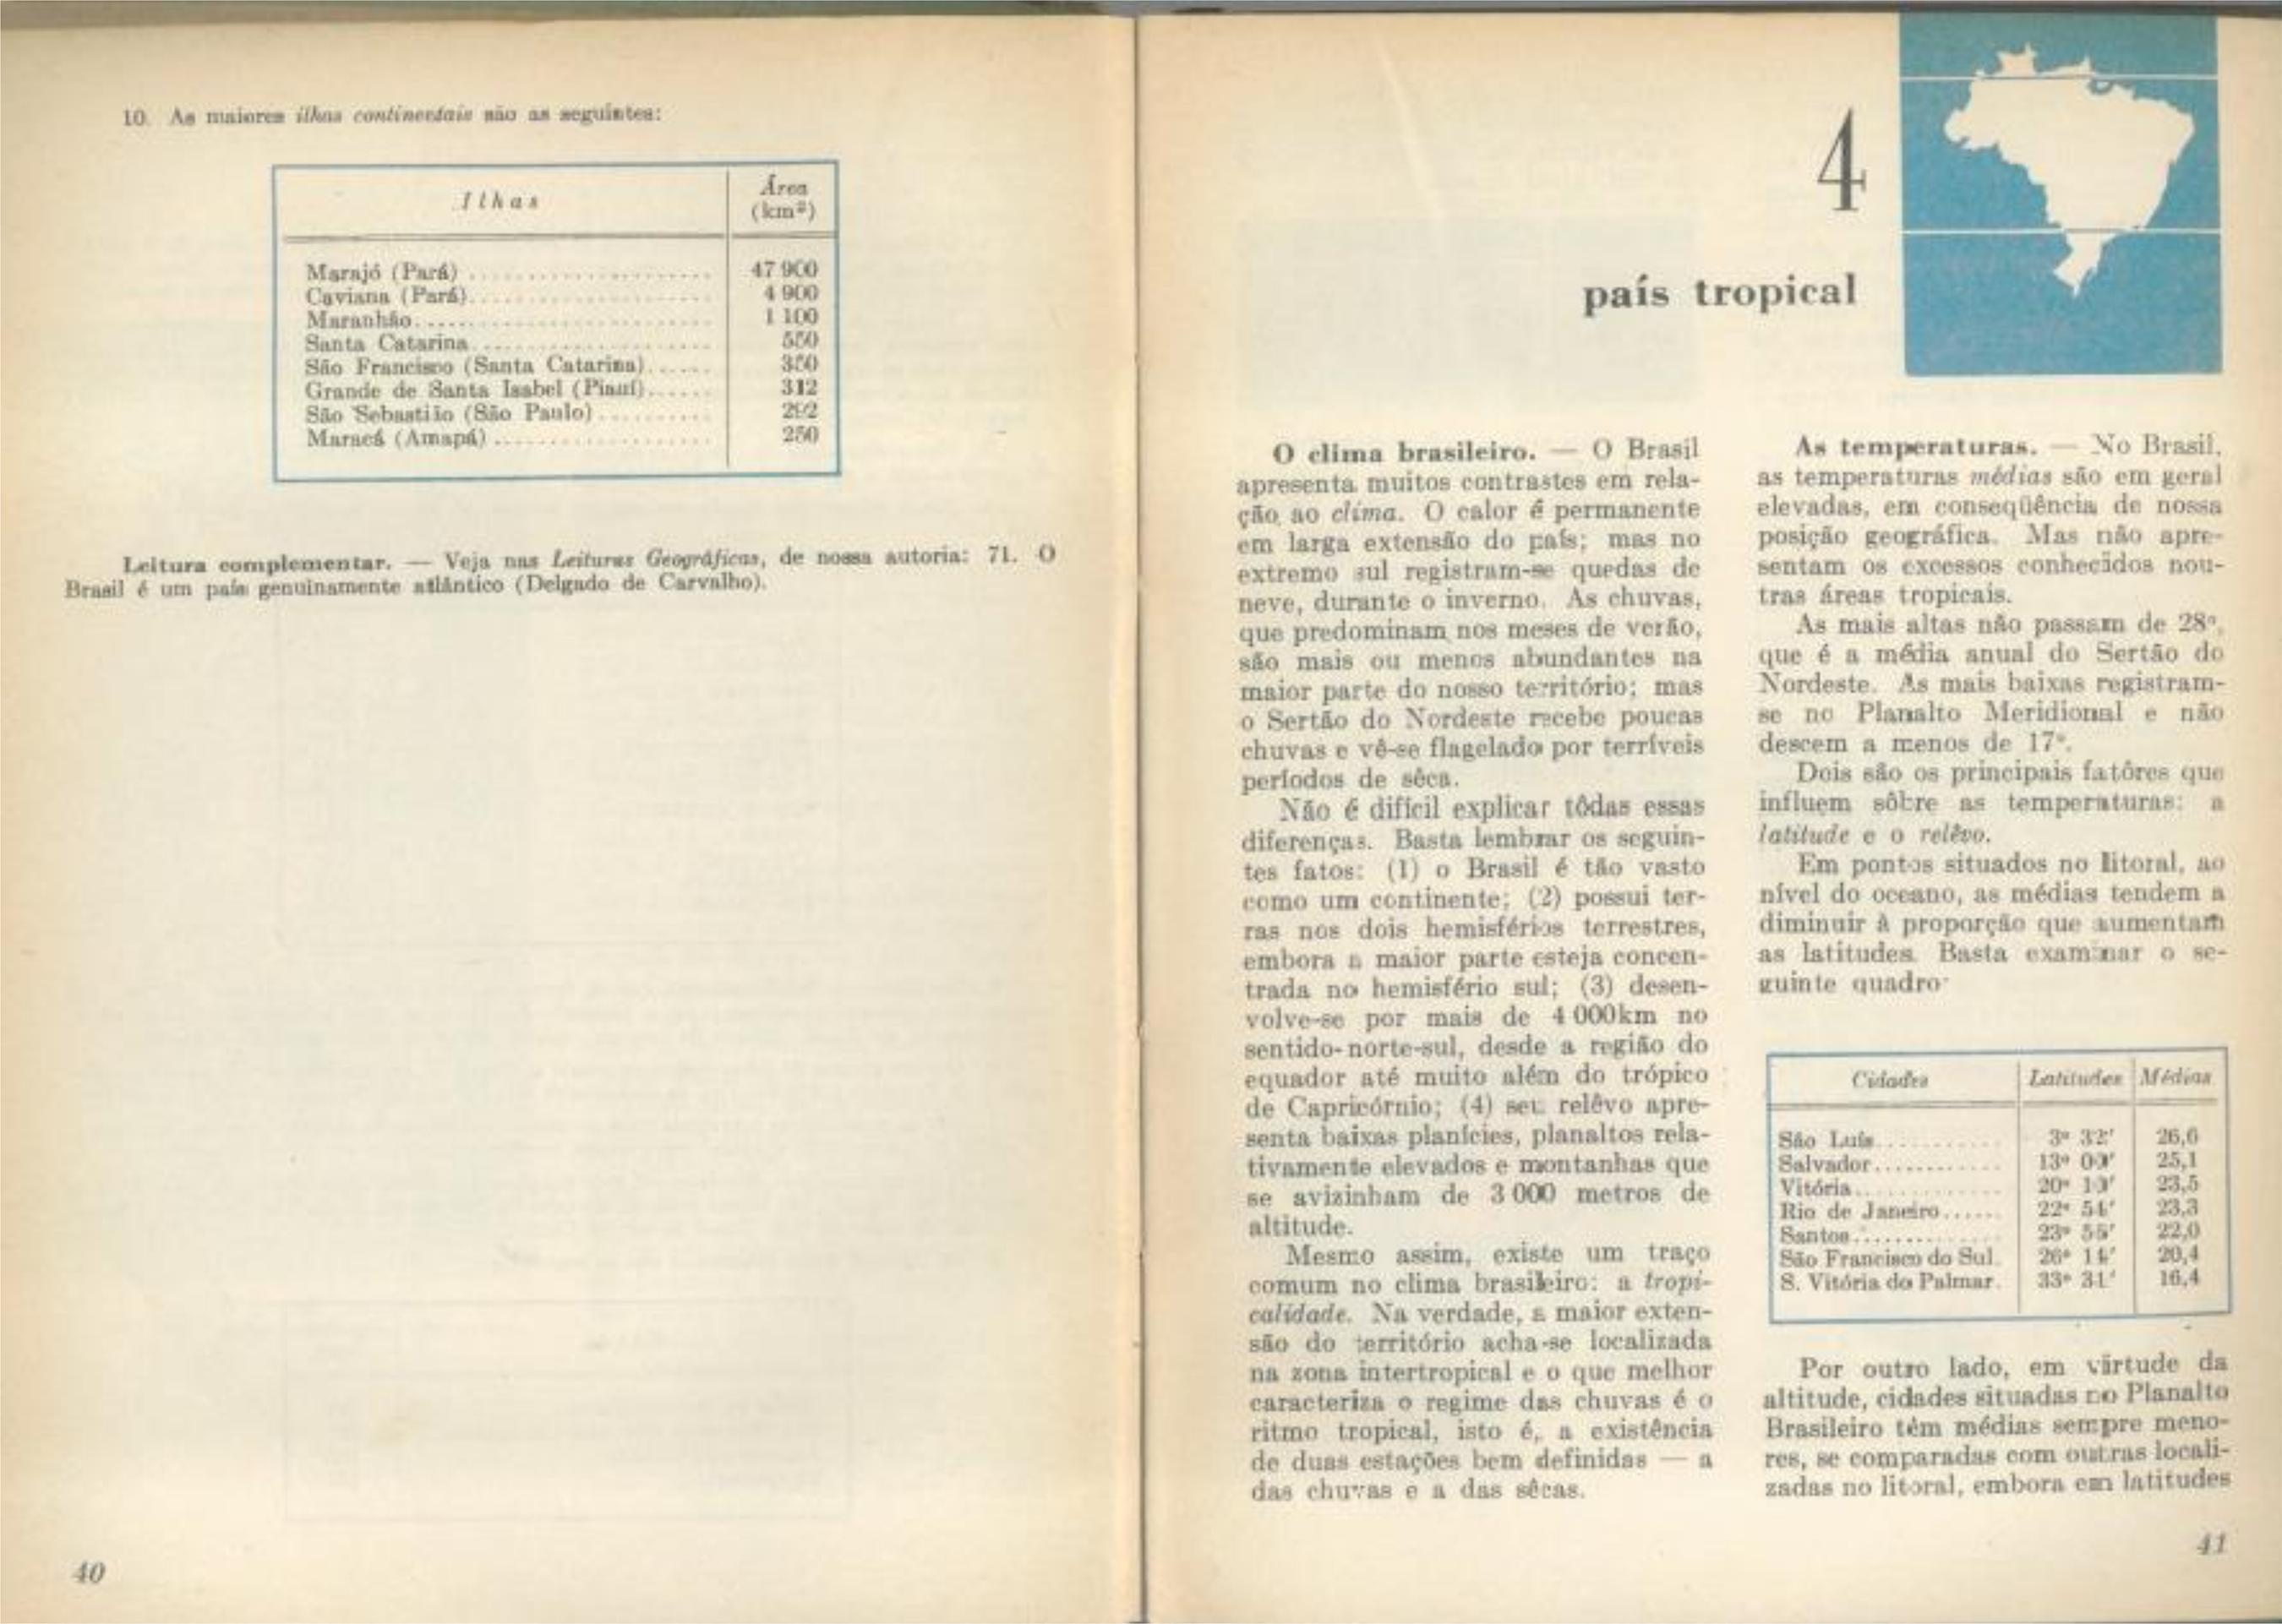 10. As maiores ilhas continentais são as seguintes:
Ilhas
Área
(km²)
Marajó (Pará) ..................... 47 900
Caviana (Pará)..................... 4 900
Maranhão........................... 1 100
Santa Catarina .................... 550
São Francisco (Santa Catarina)...... 350
Grande de Santa Isabel (Piauí)...... 312
São Sebastião (São Paulo) .......... 292
Maracá (Amapá) .................... 250
Leitura complementar. — Veja nas Leituras Geográficas, de nossa autoria: 71. O
Brasil é um país genuinamente atlântico (Delgado de Carvalho).
40
4
país tropical
O clima brasileiro. — O Brasil
apresenta muitos contrastes em rela-
ção ao clima. O calor é permanente
em larga extensão do país; mas no
extremo sul registram-se quedas de
neve, durante o inverno. As chuvas,
que predominam nos meses de verão,
são mais ou menos abundantes na
maior parte do nosso território; mas
o Sertão do Nordeste recebe poucas
chuvas e vê-se flagelado por terríveis
períodos de sêca.
Não é difícil explicar tôdas essas
diferenças. Basta lembrar os seguin-
tes fatos: (1) o Brasil é tão vasto
como um continente; (2) possui ter-
ras nos dois hemisférios terrestres,
embora a maior parte esteja concen-
trada no hemisfério sul; (3) desen-
volve-se por mais de 4 000km no
sentido-norte-sul, desde a região do
equador até muito além do trópico
de Capricórnio; (4) seu relêvo apre-
senta baixas planícies, planaltos rela-
tivamente elevados e montanhas que
se avizinham de 3 000 metros de
altitude.
Mesmo assim, existe um traço
comum no clima brasileiro: a tropi-
calidade. Na verdade, a maior exten-
são do território acha-se localizada
na zona intertropical e o que melhor
caracteriza o regime das chuvas é o
ritmo tropical, isto é, a existência
de duas estações bem definidas — a
das chuvas e a das sêcas.
As temperaturas. — No Brasil,
as temperaturas médias são em geral
elevadas, em conseqüência de nossa
posição geográfica. Mas não apre-
sentam os excessos conhecidos nou-
tras áreas tropicais.
As mais altas não passam de 28º,
que é a média anual do Sertão do
Nordeste. As mais baixas registram-
se no Planalto Meridional e não
descem a menos de 17º.
Dois são os principais fatôres que
influem sôbre as temperaturas: a
latitude e o relêvo.
Em pontos situados no litoral, ao
nível do oceano, as médias tendem a
diminuir à proporção que aumentam
as latitudes. Basta examinar o se-
guinte quadro
Cidades Latitudes Médias
São Luís.......... 3º 32' 26,6
Salvador........... 13º 00' 25,1
Vitória............ 20º 19' 23,5
Rio de Janeiro...... 22º 54' 23,3
Santos............. 23º 55' 22,0
São Francisco do Sul. 26º 14' 20,4
S. Vitória do Palmar. 33º 31' 16,4
Por outro lado, em virtude da
altitude, cidades situadas no Planalto
Brasileiro têm médias sempre meno-
res, se comparadas com outras locali-
zadas no litoral, embora em latitudes
41